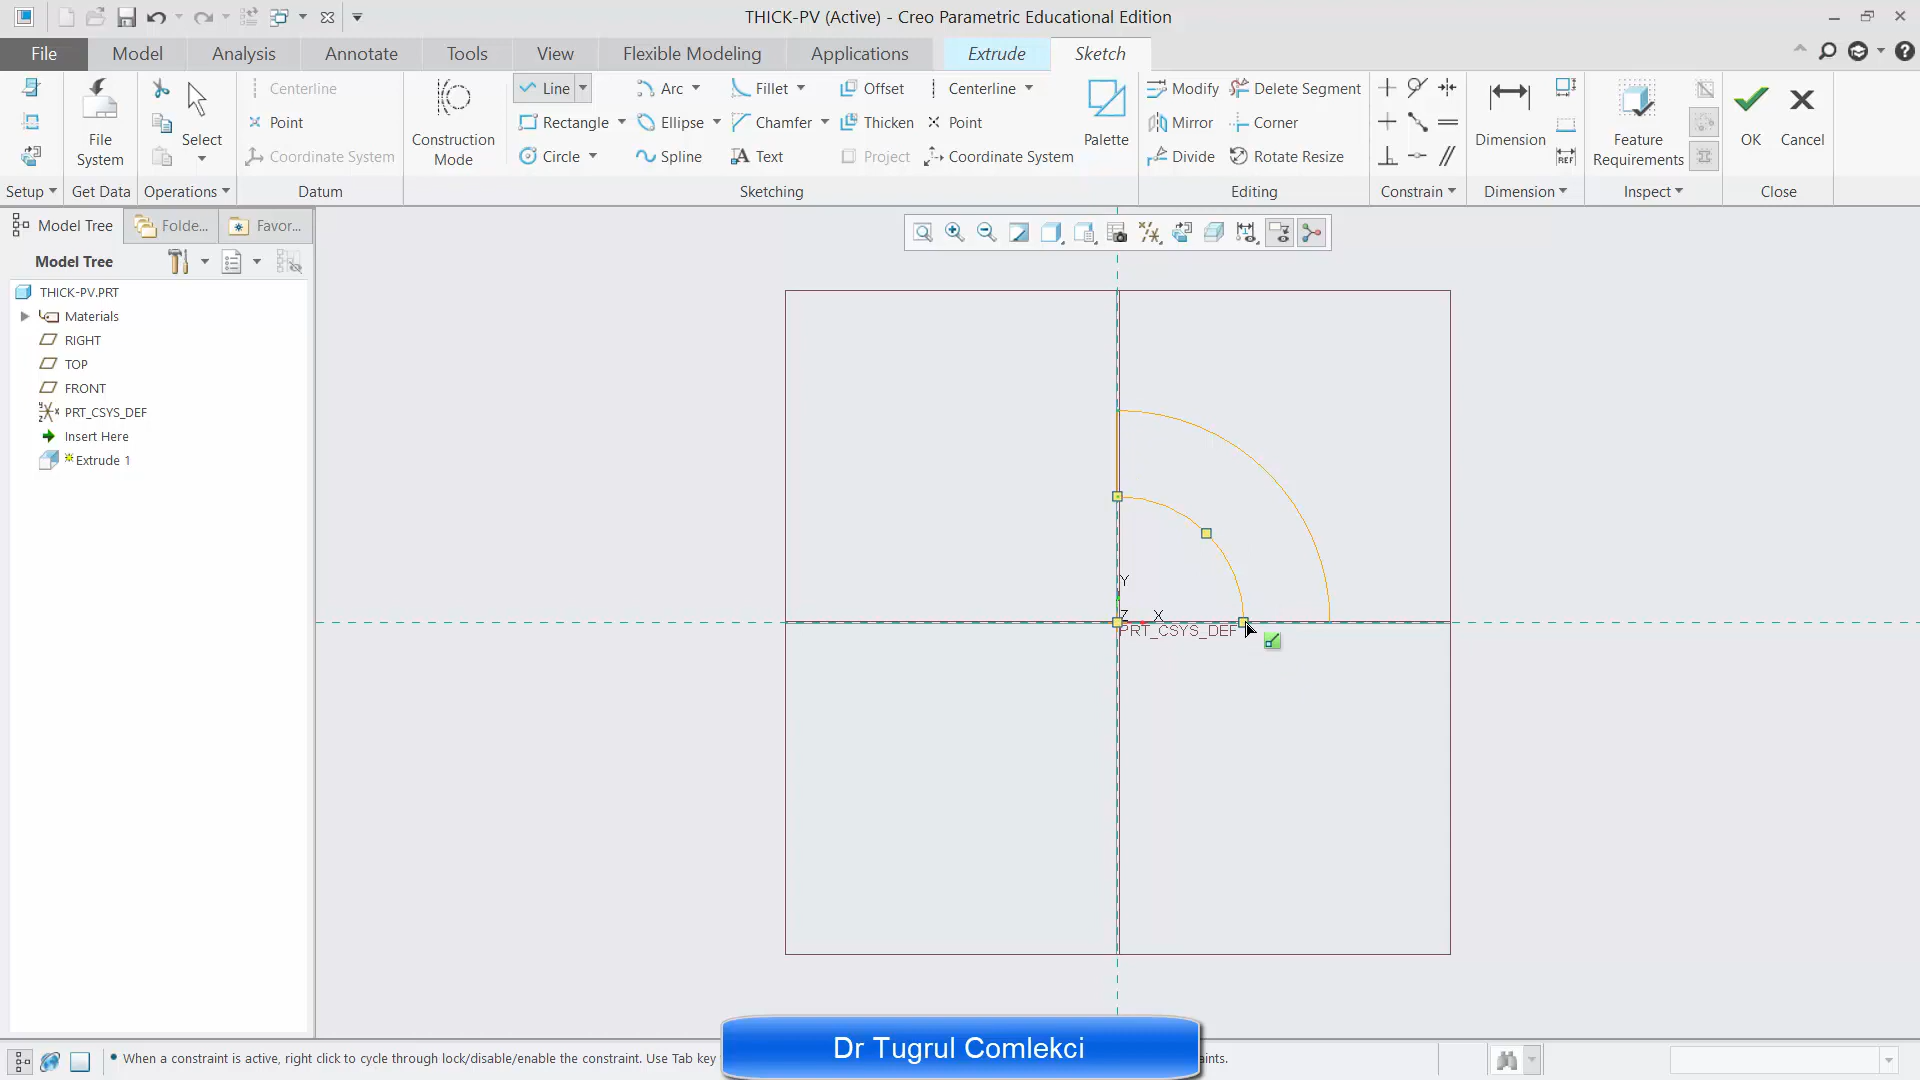 THICK-PV (Active) - Creo Parametric Educational Edition
File Model Analysis Annotate Tools View Flexible Modeling Applications Extrude Sketch
Centerline Line Arc Fillet Offset Centerline Modify Delete Segment
Point Rectangle Ellipse Chamfer Thicken Point Mirror Corner
Coordinate System Circle Spline Text Project Coordinate System Divide Rotate Resize
File System
Select
Construction Mode
Palette
Dimension
REF
Feature Requirements
OK
Cancel
Setup Get Data Operations Datum Sketching Editing Constrain Dimension Inspect Close
Model Tree Folde... Favor...
Model Tree
THICK-PV.PRT
Materials
RIGHT
TOP
FRONT
PRT_CSYS_DEF
Insert Here
Extrude 1
Y
Z X
PRT_CSYS_DEF
When a constraint is active, right click to cycle through lock/disable/enable the constraint. Use Tab key
Dr Tugrul Comlekci